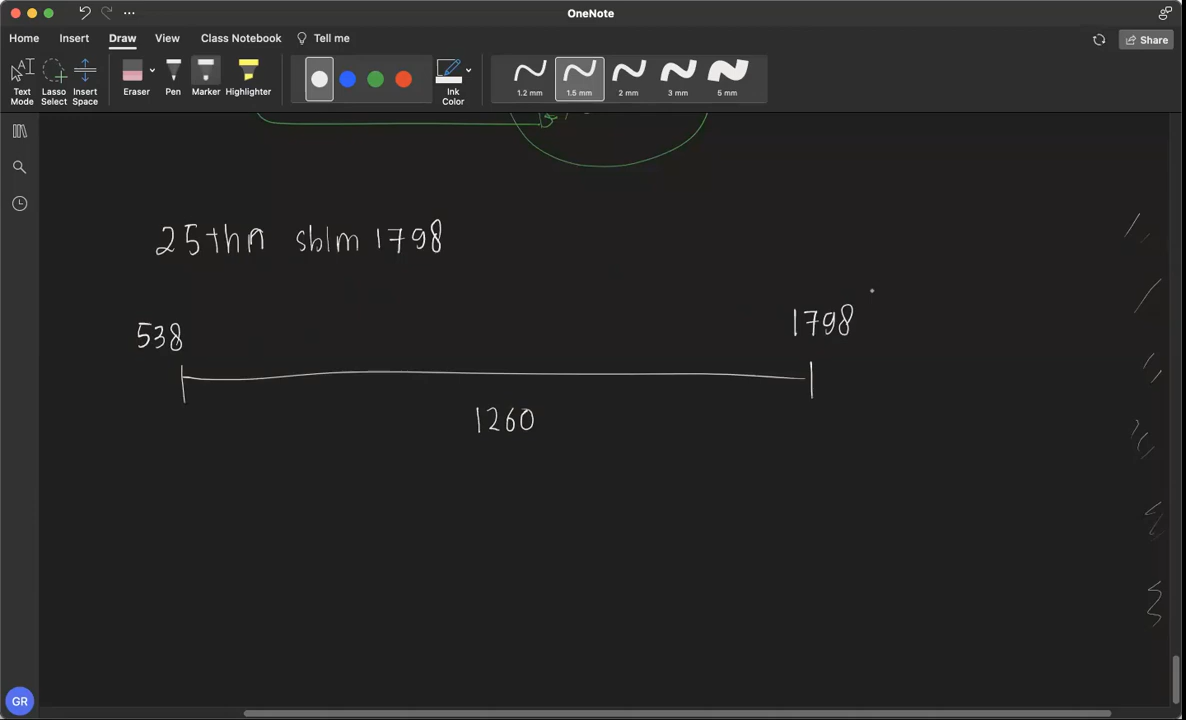 OneNote
Home Insert Draw View Class Notebook Tell me Share
Text Mode Lasso Select Insert Space Eraser Pen Marker Highlighter Ink Color 1.2 mm 1.5 mm 2 mm 3 mm 5 mm
25 thn sblm 1798
538 1798
1260
GR